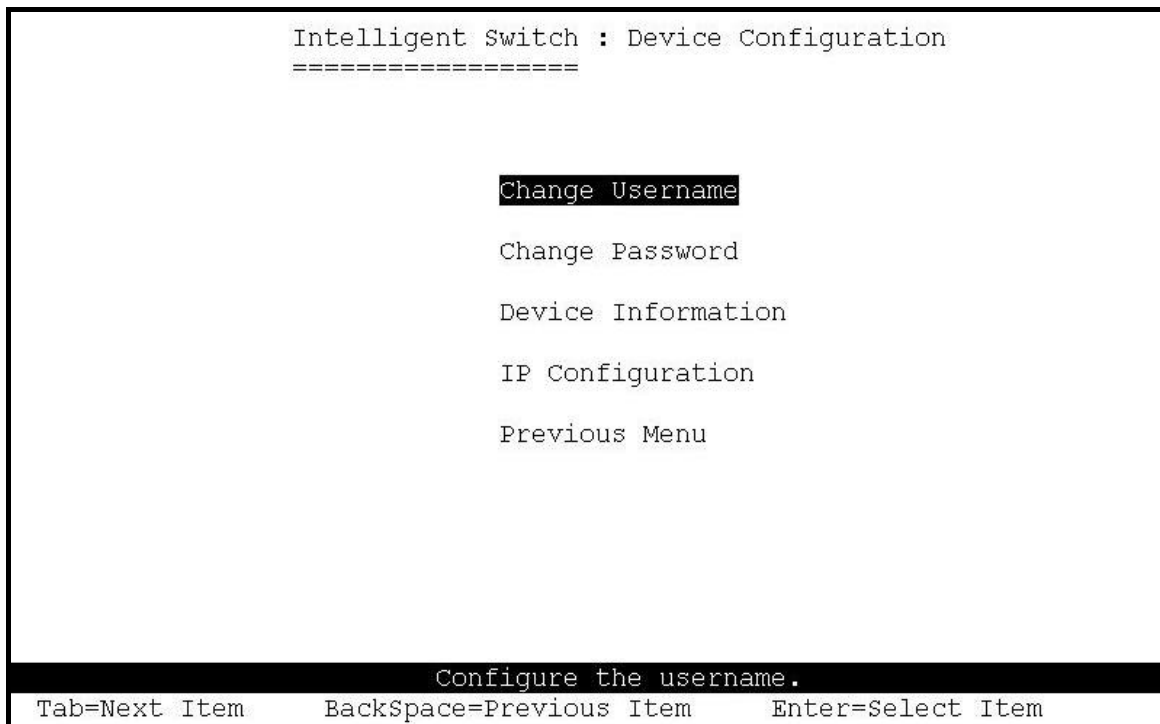 Intelligent Switch : Device Configuration
==================
Change Username
Change Password
Device Information
IP Configuration
Previous Menu
Configure the username.
Tab=Next Item BackSpace=Previous Item Enter=Select Item